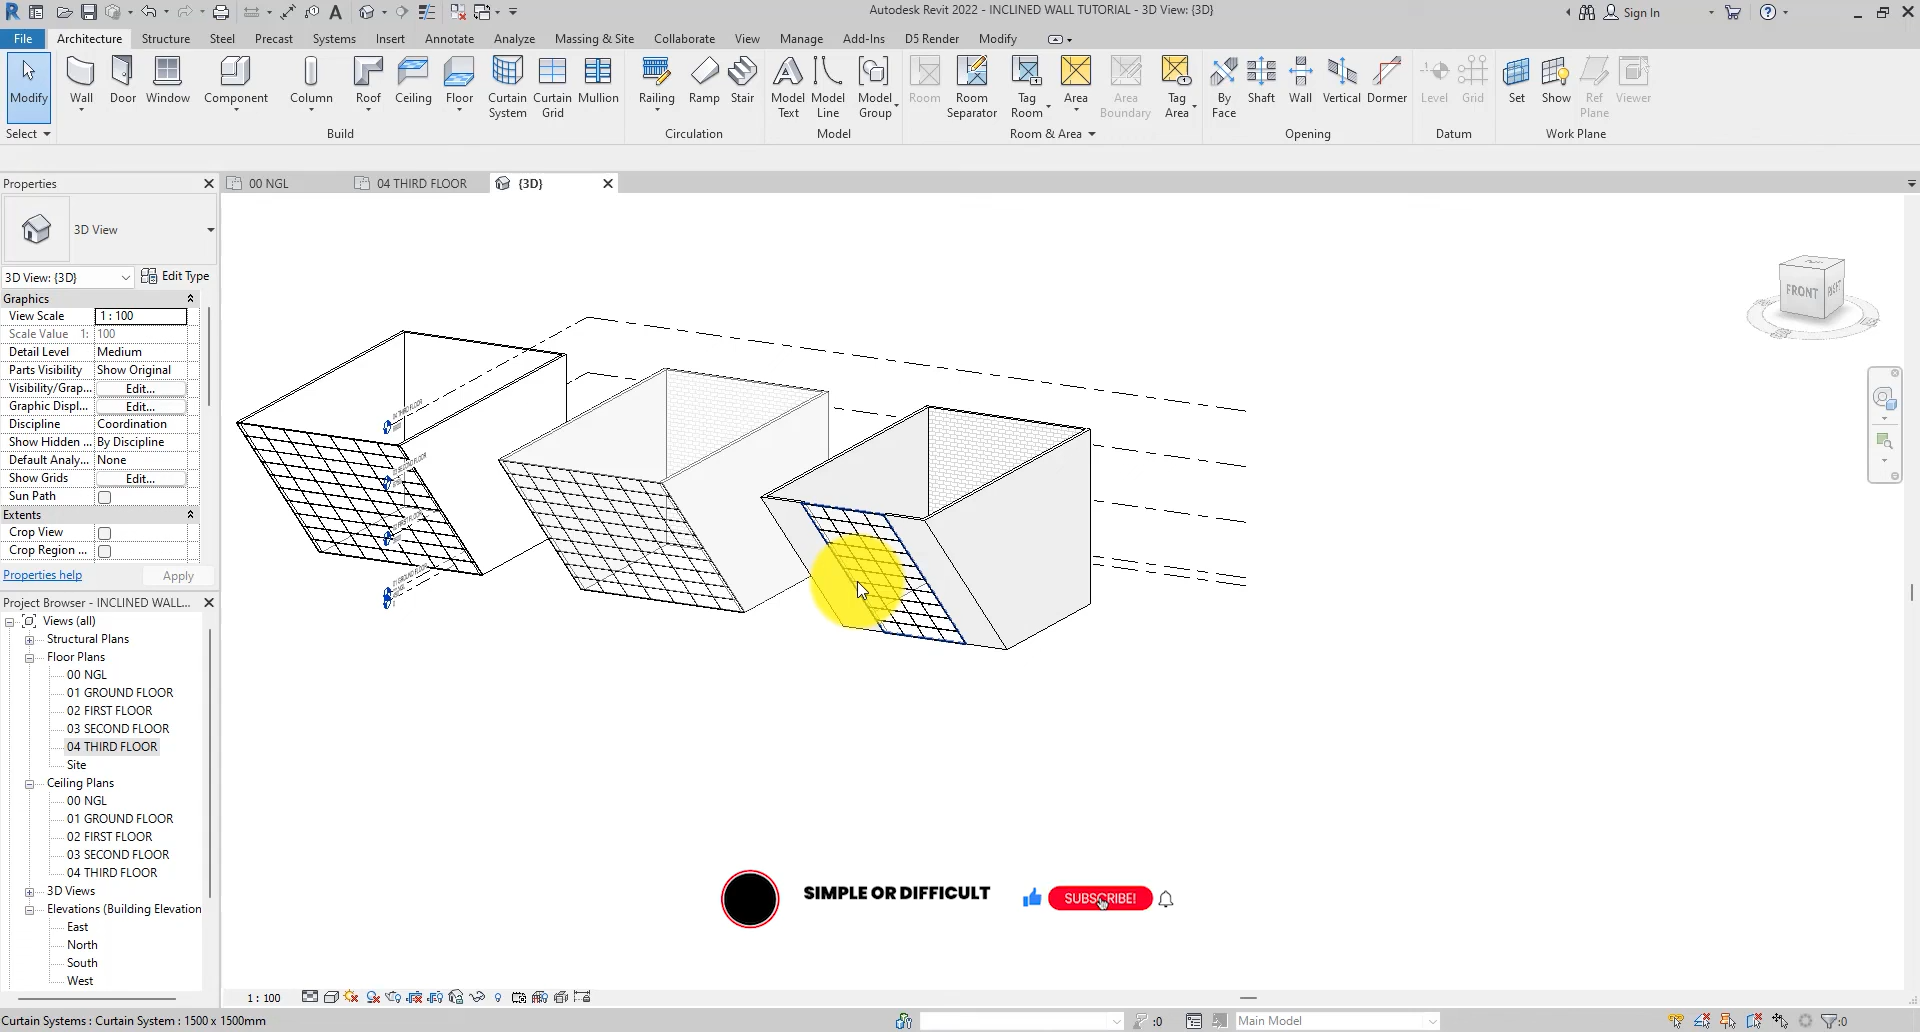 Autodesk Revit 2022 - INCLINED WALL TUTORIAL - 3D View: {3D}
Sign In
File Architecture Structure Steel Precast Systems Insert Annotate Analyze Massing & Site Collaborate View Manage Add-Ins D5 Render Modify
Modify Wall Door Window Component Column Roof Ceiling Floor Curtain System Curtain Grid Mullion Railing Ramp Stair Model Text Model Line Model Group Room Room Separator Tag Room Area Area Boundary Tag Area By Face Shaft Wall Vertical Dormer Level Grid Set Show Ref Plane Viewer
Select Build Circulation Model Room & Area Opening Datum Work Plane
Properties
00 NGL 04 THIRD FLOOR {3D}
3D View
3D View: {3D} Edit Type
Graphics
View Scale 1 : 100
Scale Value 1: 100
Detail Level Medium
Parts Visibility Show Original
Visibility/Grap... Edit...
Graphic Displ... Edit...
Discipline Coordination
Show Hidden ... By Discipline
Default Analy... None
Show Grids Edit...
Sun Path
Extents
Crop View
Crop Region ...
Properties help Apply
Project Browser - INCLINED WALL...
Views (all)
Structural Plans
Floor Plans
00 NGL
01 GROUND FLOOR
02 FIRST FLOOR
03 SECOND FLOOR
04 THIRD FLOOR
Site
Ceiling Plans
00 NGL
01 GROUND FLOOR
02 FIRST FLOOR
03 SECOND FLOOR
04 THIRD FLOOR
3D Views
Elevations (Building Elevation
East
North
South
West
FRONT RIGHT
SIMPLE OR DIFFICULT SUBSCRIBE!
1 : 100
Curtain Systems : Curtain System : 1500 x 1500mm
:0 Main Model :0